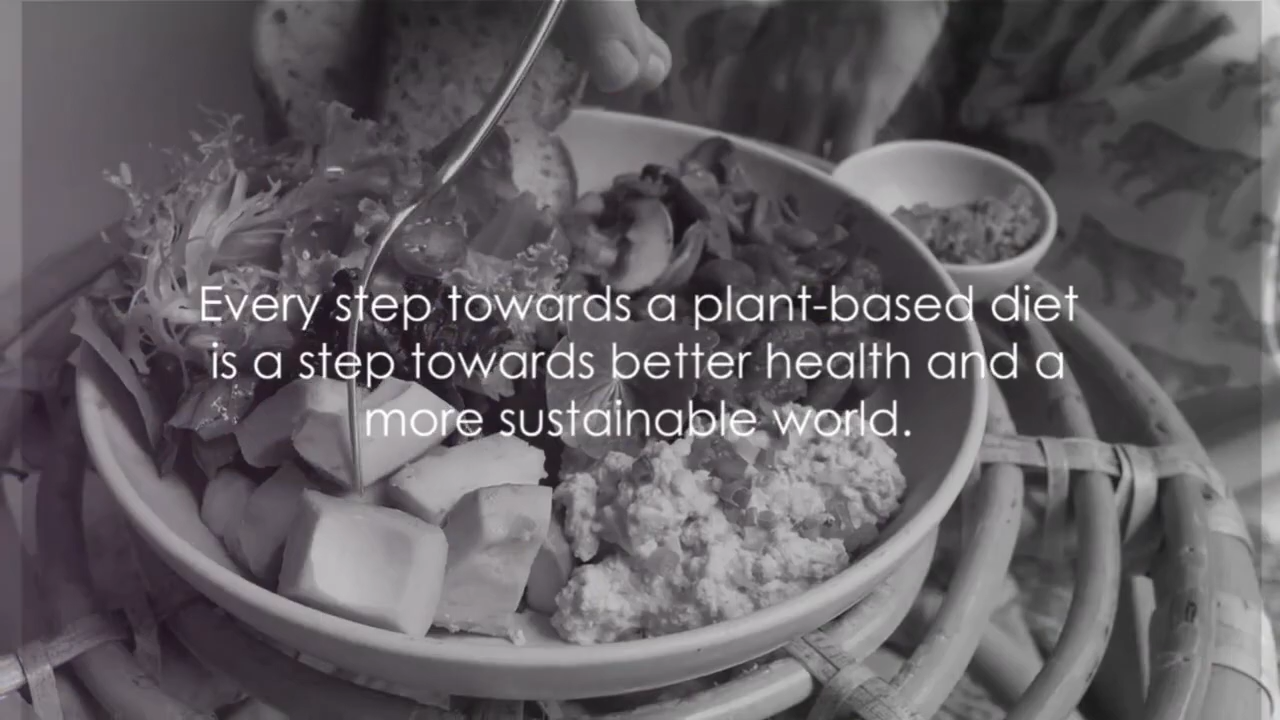 Every step towards a plant-based diet
is a step towards better health and a
more sustainable world.